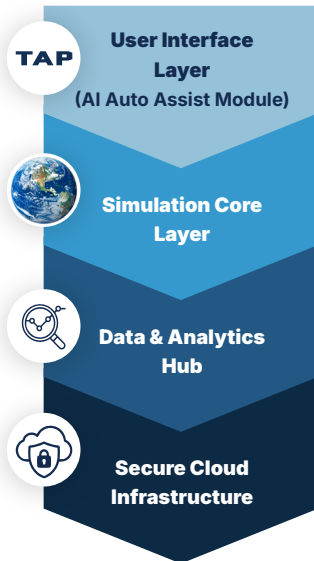 TAP
User Interface
Layer
(AI Auto Assist Module)
Simulation Core
Layer
Data & Analytics
Hub
Secure Cloud
Infrastructure